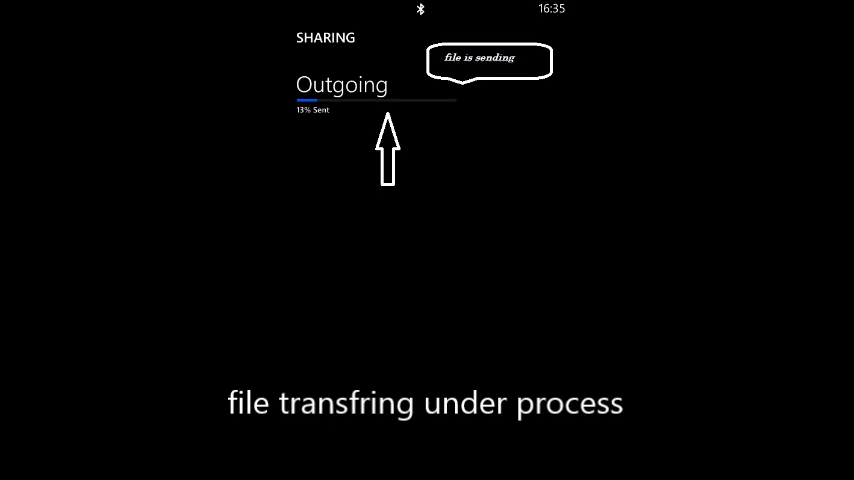 16:35
SHARING
file is sending
Outgoing
13% Sent
file transfring under process